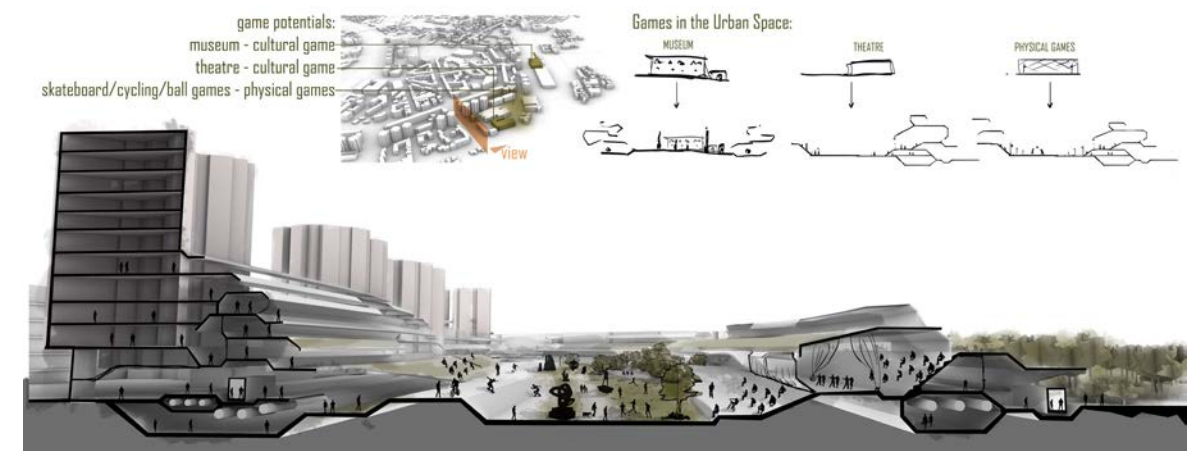 game potentials:
museum - cultural game
theatre - cultural game
skateboard/cycling/ball games - physical games
view
Games in the Urban Space:
MUSEUM
THEATRE
PHYSICAL GAMES